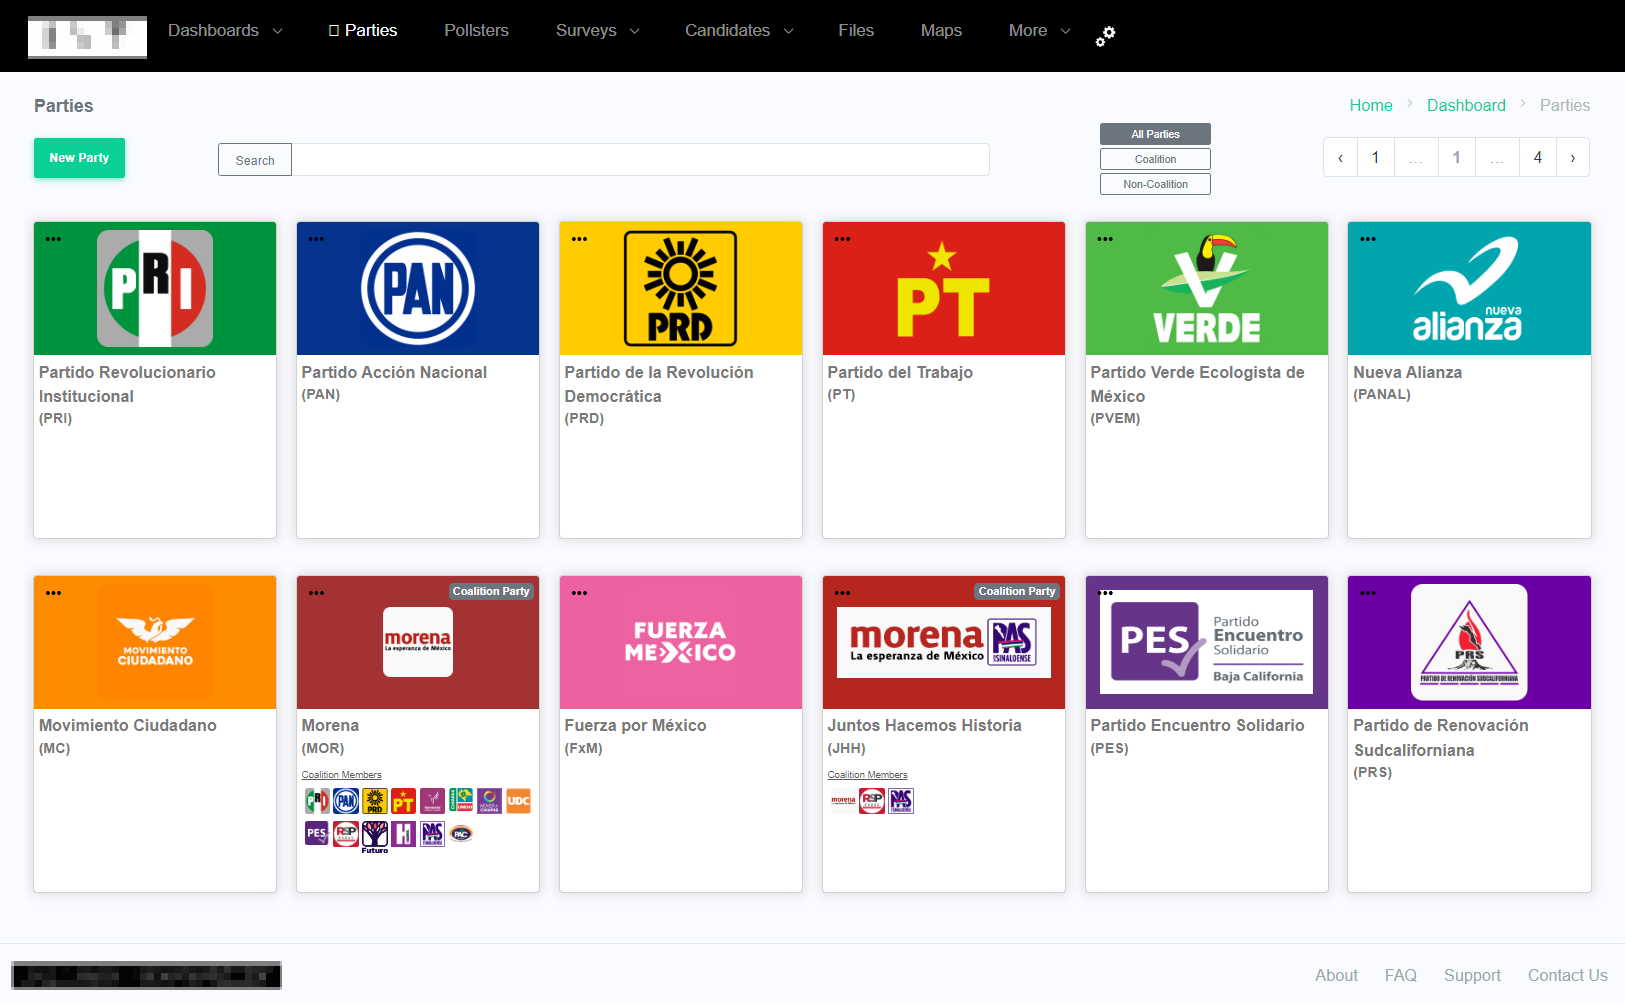 Dashboards Parties Pollsters Surveys Candidates Files Maps More
Parties
Home Dashboard Parties
New Party
Search
All Parties
Coalition
Non-Coalition
‹ 1 ... 1 ... 4 ›
PRI
PAN
PRD
PT
VERDE
nueva
alianza
Partido Revolucionario
Institucional
(PRI)
Partido Acción Nacional
(PAN)
Partido de la Revolución
Democrática
(PRD)
Partido del Trabajo
(PT)
Partido Verde Ecologista de
México
(PVEM)
Nueva Alianza
(PANAL)
MOVIMIENTO
CIUDADANO
Coalition Party
morena
La esperanza de México
FUERZA
MEXICO
Coalition Party
morena
La esperanza de México
PAS
SINALOENSE
PES
Partido
Encuentro
Solidario
Baja California
PRS
PARTIDO DE RENOVACIÓN SUDCALIFORNIANA
Movimiento Ciudadano
(MC)
Morena
(MOR)
Coalition Members
PRI PAN PRD PT UDC
PES RSP Futuro H PAS PAC
Fuerza por México
(FxM)
Juntos Hacemos Historia
(JHH)
Coalition Members
morena RSP PAS
Partido Encuentro Solidario
(PES)
Partido de Renovación
Sudcaliforniana
(PRS)
About FAQ Support Contact Us